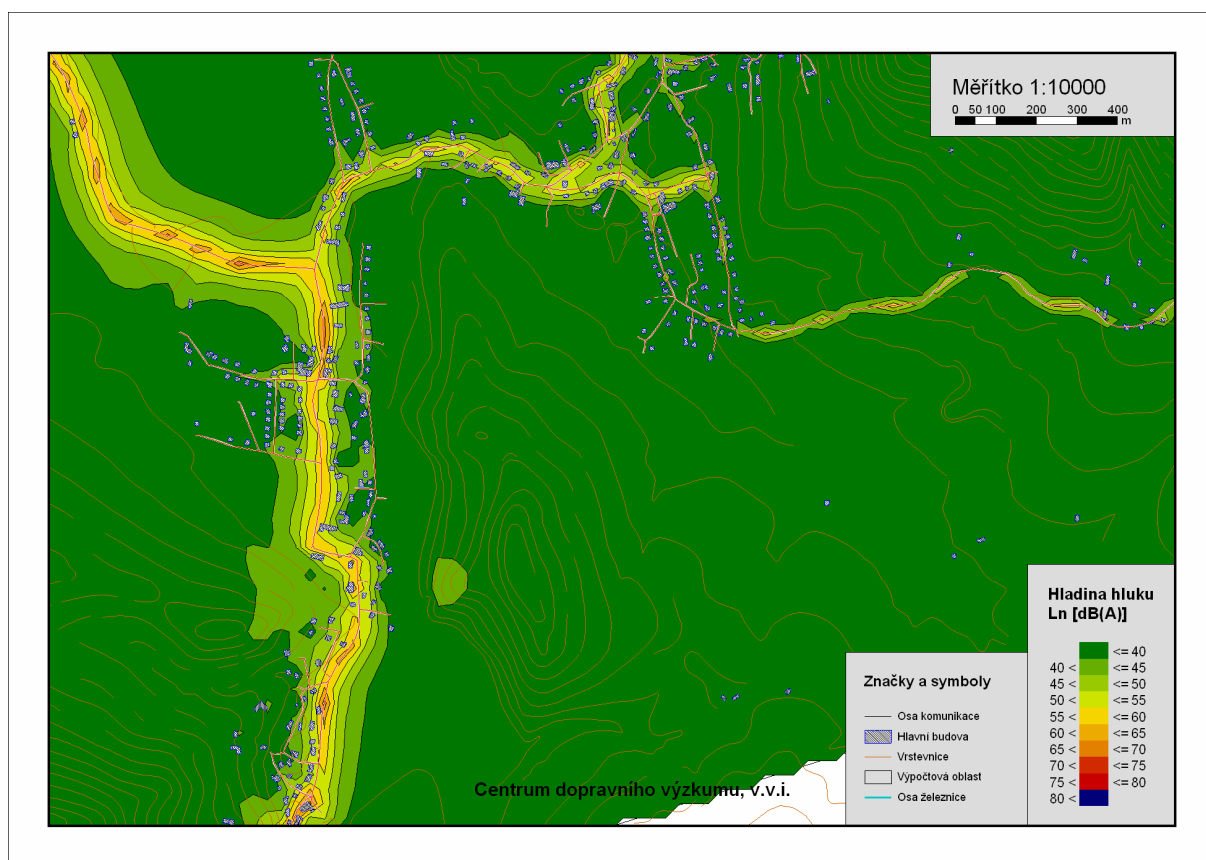 Měřítko 1:10000
0 50 100 200 300 400
m
Hladina hluku
Ln [dB(A)]
<= 40
40 < <= 45
45 < <= 50
50 < <= 55
55 < <= 60
60 < <= 65
65 < <= 70
70 < <= 75
75 < <= 80
80 <
Značky a symboly
Osa komunikace
Hlavní budova
Vrstevnice
Výpočtová oblast
Osa železnice
Centrum dopravního výzkumu, v.v.i.